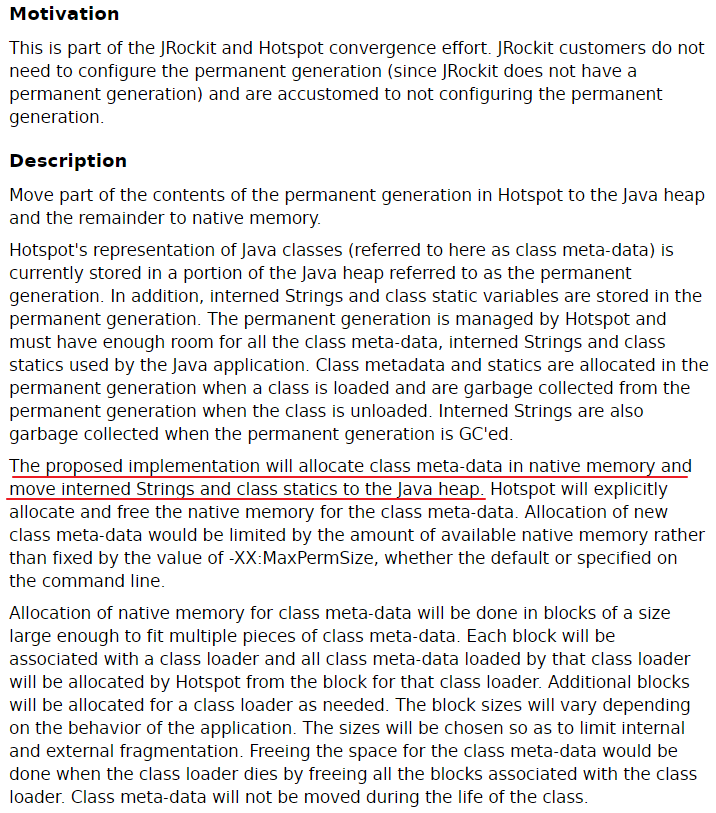 Motivation
This is part of the JRockit and Hotspot convergence effort. JRockit customers do not
need to configure the permanent generation (since JRockit does not have a
permanent generation) and are accustomed to not configuring the permanent
generation.
Description
Move part of the contents of the permanent generation in Hotspot to the Java heap
and the remainder to native memory.
Hotspot's representation of Java classes (referred to here as class meta-data) is
currently stored in a portion of the Java heap referred to as the permanent
generation. In addition, interned Strings and class static variables are stored in the
permanent generation. The permanent generation is managed by Hotspot and
must have enough room for all the class meta-data, interned Strings and class
statics used by the Java application. Class metadata and statics are allocated in the
permanent generation when a class is loaded and are garbage collected from the
permanent generation when the class is unloaded. Interned Strings are also
garbage collected when the permanent generation is GC'ed.
The proposed implementation will allocate class meta-data in native memory and
move interned Strings and class statics to the Java heap. Hotspot will explicitly
allocate and free the native memory for the class meta-data. Allocation of new
class meta-data would be limited by the amount of available native memory rather
than fixed by the value of -XX:MaxPermSize, whether the default or specified on
the command line.
Allocation of native memory for class meta-data will be done in blocks of a size
large enough to fit multiple pieces of class meta-data. Each block will be
associated with a class loader and all class meta-data loaded by that class loader
will be allocated by Hotspot from the block for that class loader. Additional blocks
will be allocated for a class loader as needed. The block sizes will vary depending
on the behavior of the application. The sizes will be chosen so as to limit internal
and external fragmentation. Freeing the space for the class meta-data would be
done when the class loader dies by freeing all the blocks associated with the class
loader. Class meta-data will not be moved during the life of the class.